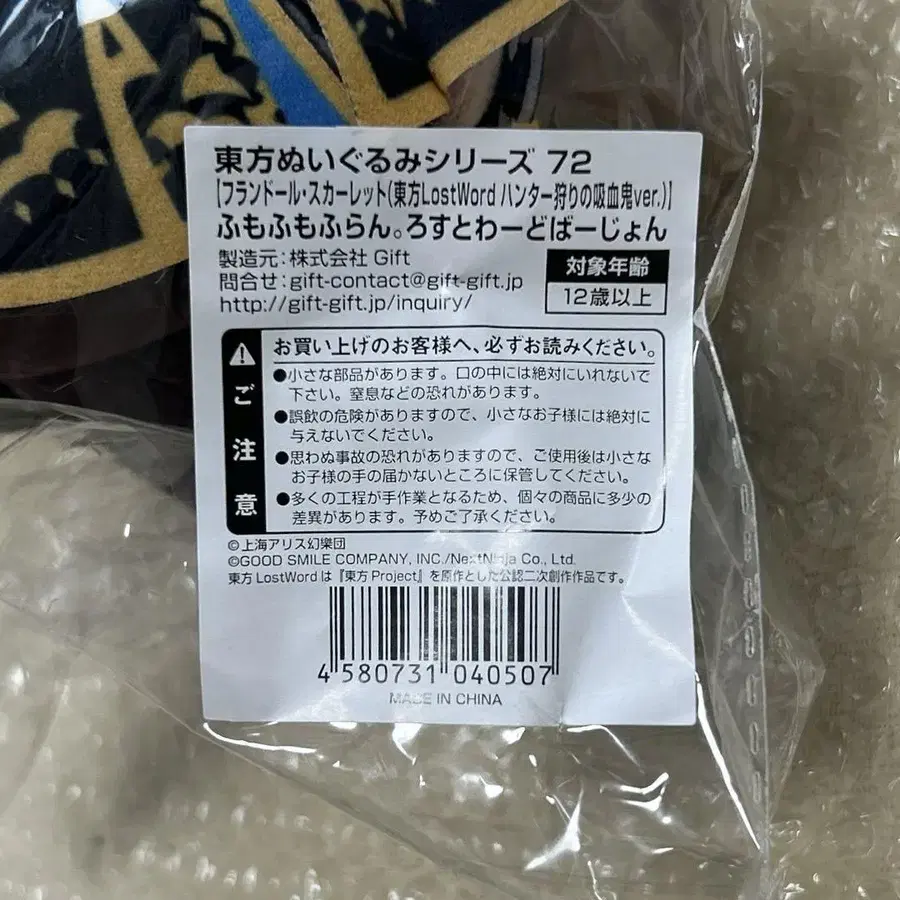 東方ぬいぐるみシリーズ 72
【フランドール・スカーレット(東方LostWord ハンター狩りの吸血鬼ver.)】
ふもふもふらん。ろすとわーどばーじょん
製造元:株式会社 Gift
問合せ:gift-contact@gift-gift.jp
http://gift-gift.jp/inquiry/
対象年齢
12歳以上
⚠ご注意
お買い上げのお客様へ、必ずお読みください。
●小さな部品があります。口の中には絶対にいれないで
下さい。窒息などの恐れがあります。
●誤飲の危険がありますので、小さなお子様には絶対に
与えないでください。
●思わぬ事故の恐れがありますので、ご使用後は小さな
お子様の手の届かないところに保管してください。
●多くの工程が手作業となるため、個々の商品に多少の
差異があります。予めご了承ください。
©上海アリス幻樂団
©GOOD SMILE COMPANY, INC./NextNinja Co., Ltd.
東方 LostWord は『東方 Project』を原作とした公認二次創作作品です。
4 580731 040507
MADE IN CHINA